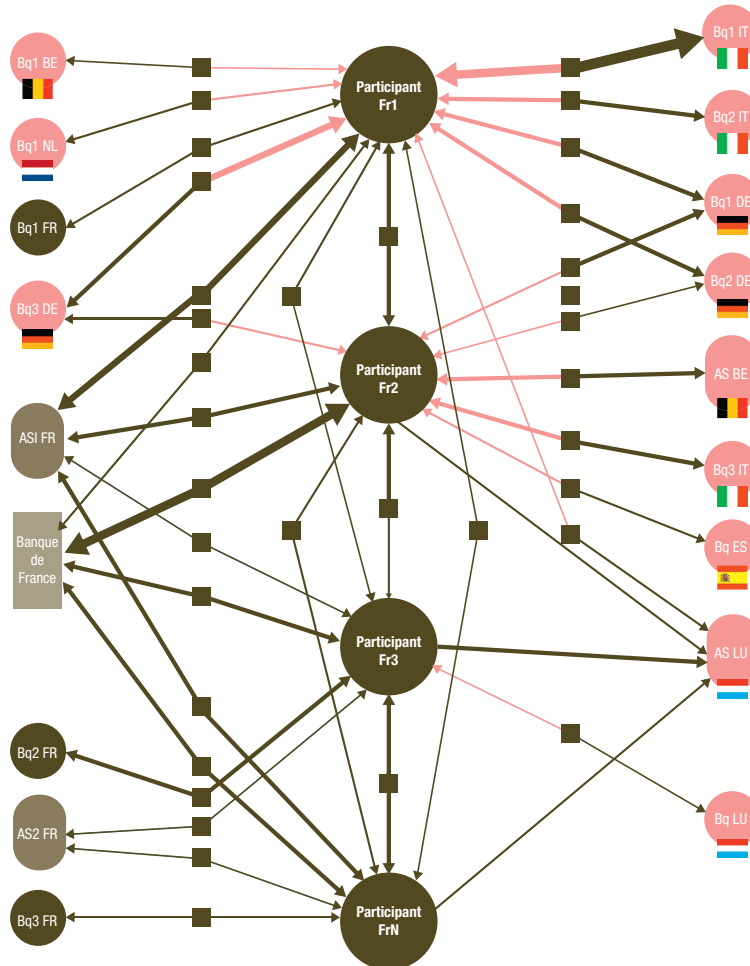 Bq1 BE
Bq1 NL
Bq1 FR
Bq3 DE
ASI FR
Banque
de
France
Bq2 FR
AS2 FR
Bq3 FR
Participant
Fr1
Participant
Fr2
Participant
Fr3
Participant
FrN
Bq1 IT
Bq2 IT
Bq1 DE
Bq2 DE
AS BE
Bq3 IT
Bq ES
AS LU
Bq LU